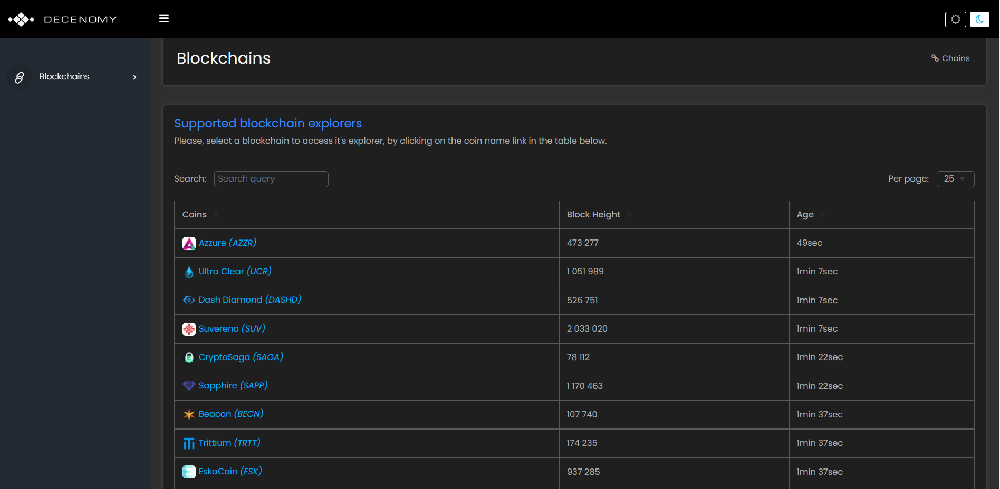 DECENOMY
Blockchains
Blockchains
Chains
Supported blockchain explorers
Please, select a blockchain to access it's explorer, by clicking on the coin name link in the table below.
Search: Search query
Per page: 25
Coins Block Height Age
Azzure (AZZR) 473 277 49sec
Ultra Clear (UCR) 1 051 989 1min 7sec
Dash Diamond (DASHD) 526 751 1min 7sec
Suvereno (SUV) 2 033 020 1min 7sec
CryptoSaga (SAGA) 78 112 1min 22sec
Sapphire (SAPP) 1 170 463 1min 22sec
Beacon (BECN) 107 740 1min 37sec
Trittium (TRTT) 174 235 1min 37sec
EskaCoin (ESK) 937 285 1min 37sec